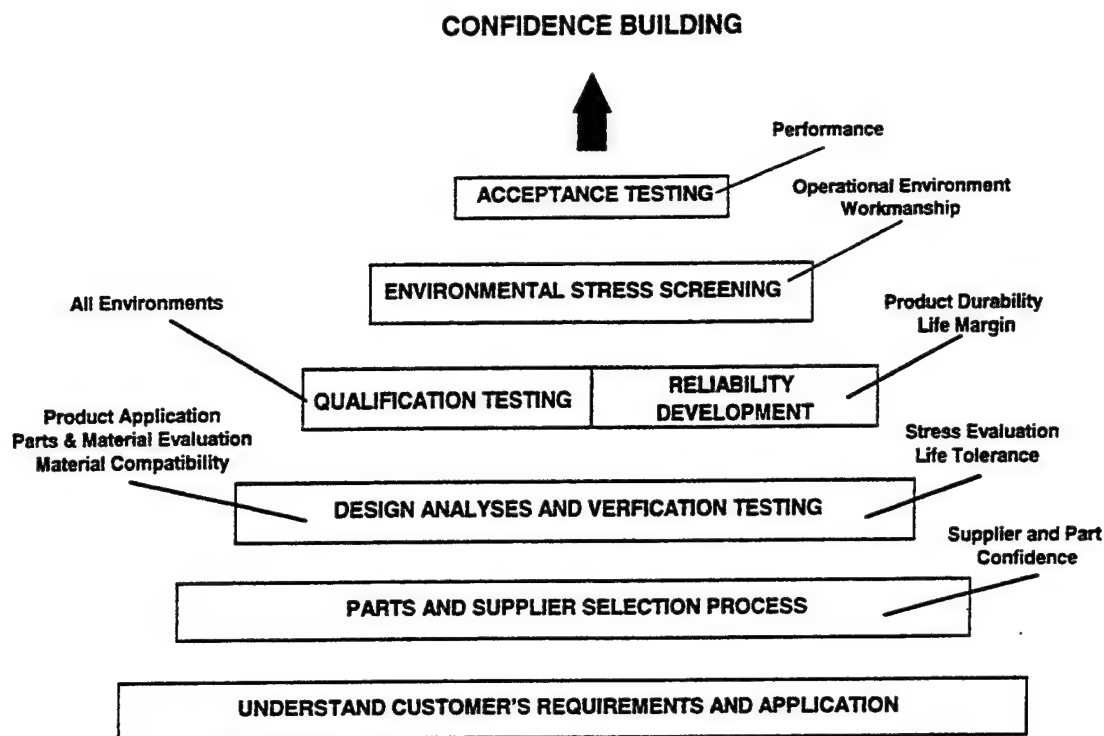 CONFIDENCE BUILDING
Performance
ACCEPTANCE TESTING
Operational Environment
Workmanship
ENVIRONMENTAL STRESS SCREENING
All Environments
Product Durability
Life Margin
QUALIFICATION TESTING
RELIABILITY
DEVELOPMENT
Product Application
Parts & Material Evaluation
Material Compatibility
Stress Evaluation
Life Tolerance
DESIGN ANALYSES AND VERFICATION TESTING
Supplier and Part
Confidence
PARTS AND SUPPLIER SELECTION PROCESS
UNDERSTAND CUSTOMER'S REQUIREMENTS AND APPLICATION